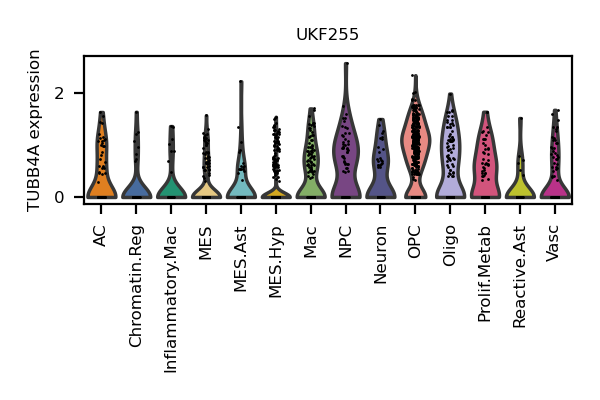 UKF255
TUBB4A expression
2
0
AC
Chromatin.Reg
Inflammatory.Mac
MES
MES.Ast
MES.Hyp
Mac
NPC
Neuron
OPC
Oligo
Prolif.Metab
Reactive.Ast
Vasc